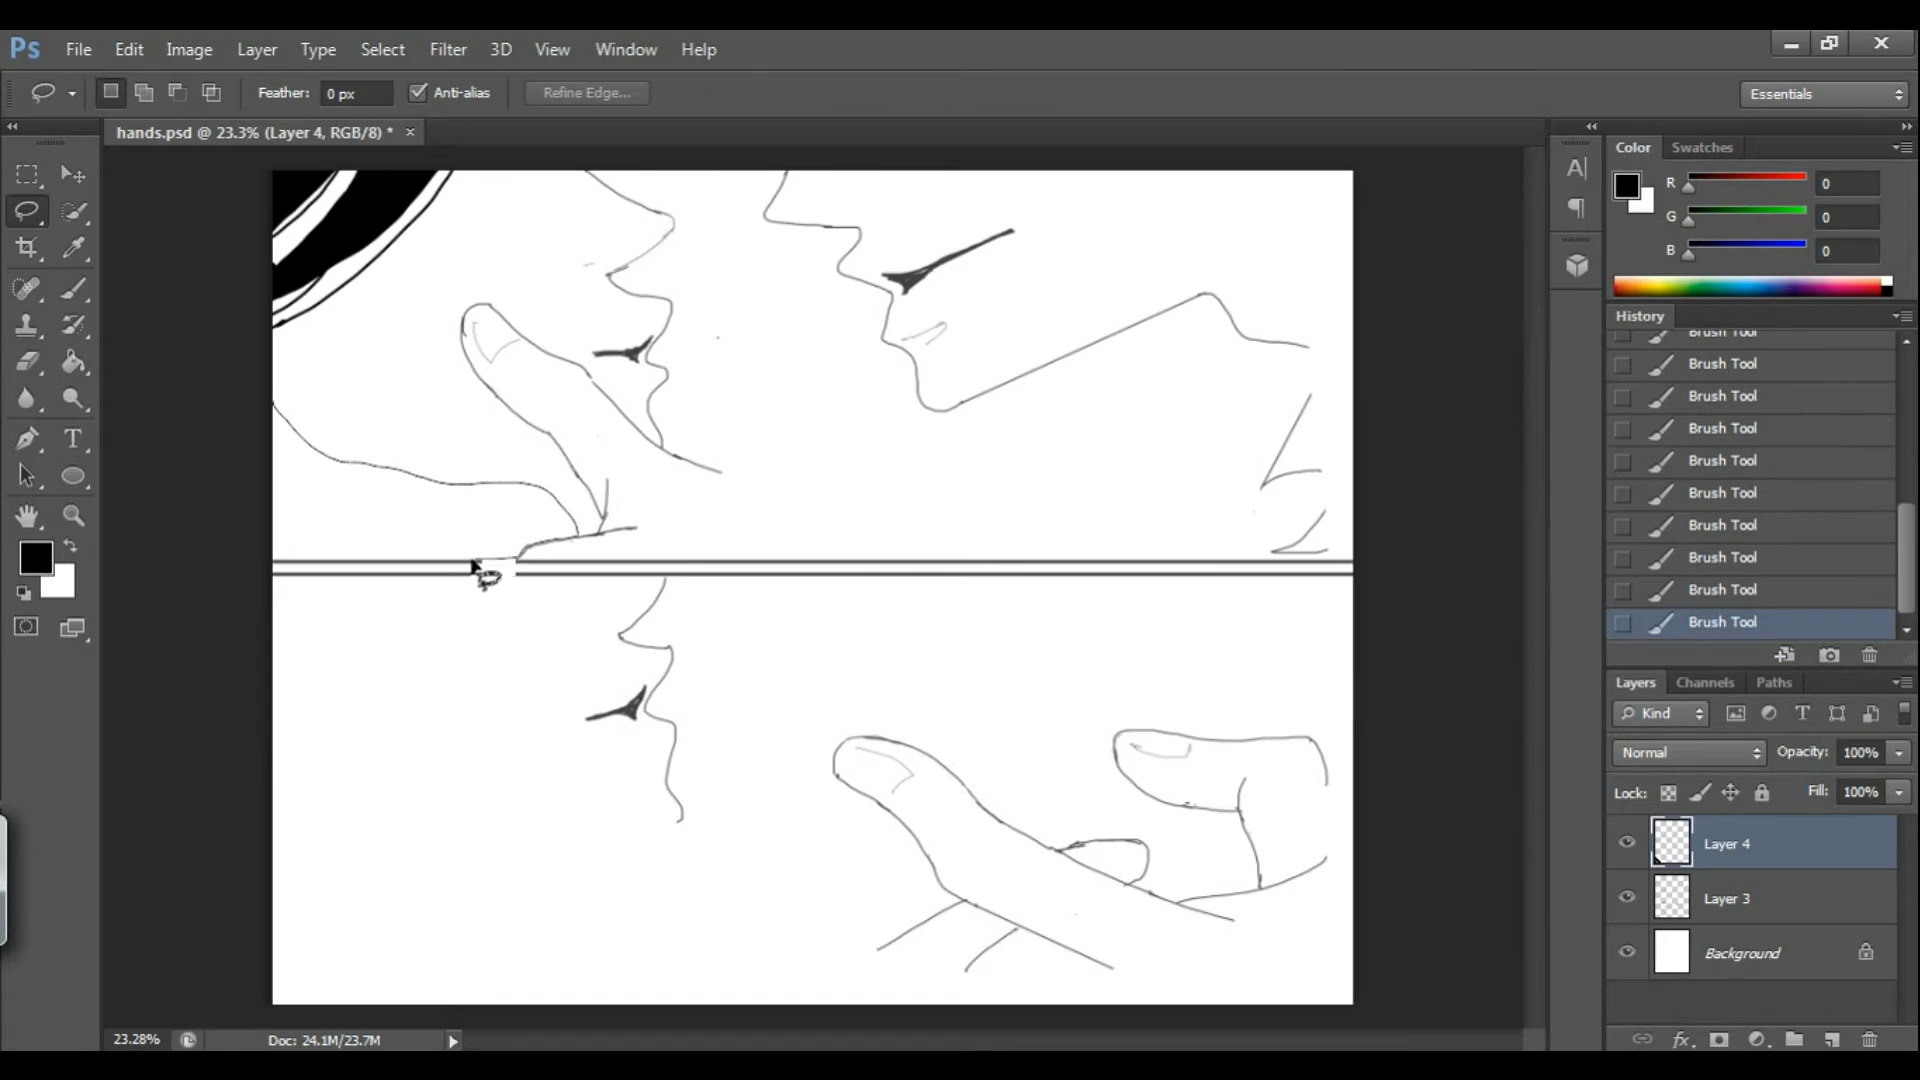 Ps File Edit Image Layer Type Select Filter 3D View Window Help
Feather: 0 px Anti-alias Refine Edge... Essentials
hands.psd @ 23.3% (Layer 4, RGB/8) * ×
Color Swatches
R 0
G 0
B 0
History
Brush Tool
Brush Tool
Brush Tool
Brush Tool
Brush Tool
Brush Tool
Brush Tool
Brush Tool
Brush Tool
Brush Tool
Layers Channels Paths
Kind
Normal Opacity: 100%
Lock: Fill: 100%
Layer 4
Layer 3
Background
fx
23.28% Doc: 24.1M/23.7M